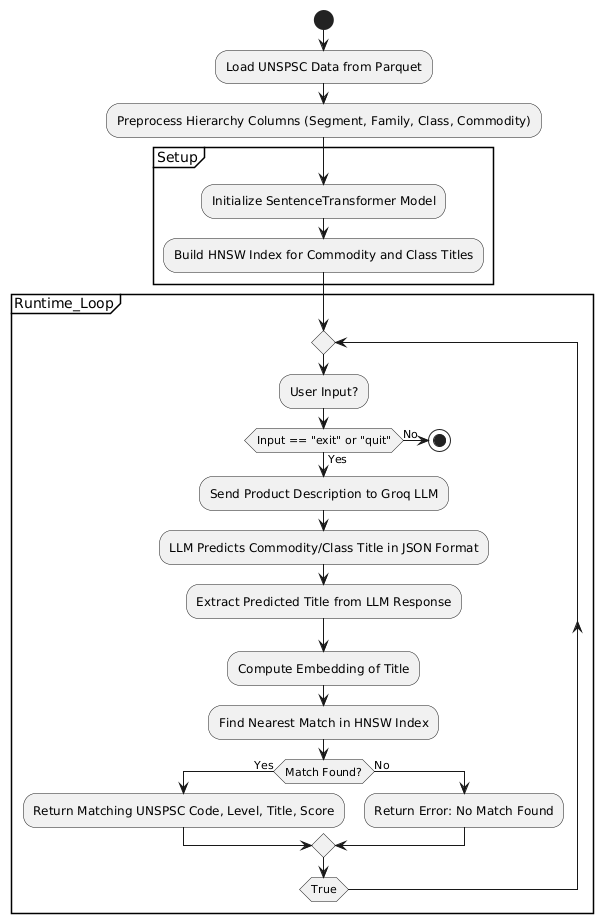 Load UNSPSC Data from Parquet
Preprocess Hierarchy Columns (Segment, Family, Class, Commodity)
Setup
Initialize SentenceTransformer Model
Build HNSW Index for Commodity and Class Titles
Runtime_Loop
User Input?
Input == "exit" or "quit"
No
Yes
Send Product Description to Groq LLM
LLM Predicts Commodity/Class Title in JSON Format
Extract Predicted Title from LLM Response
Compute Embedding of Title
Find Nearest Match in HNSW Index
Yes
Match Found?
No
Return Matching UNSPSC Code, Level, Title, Score
Return Error: No Match Found
True